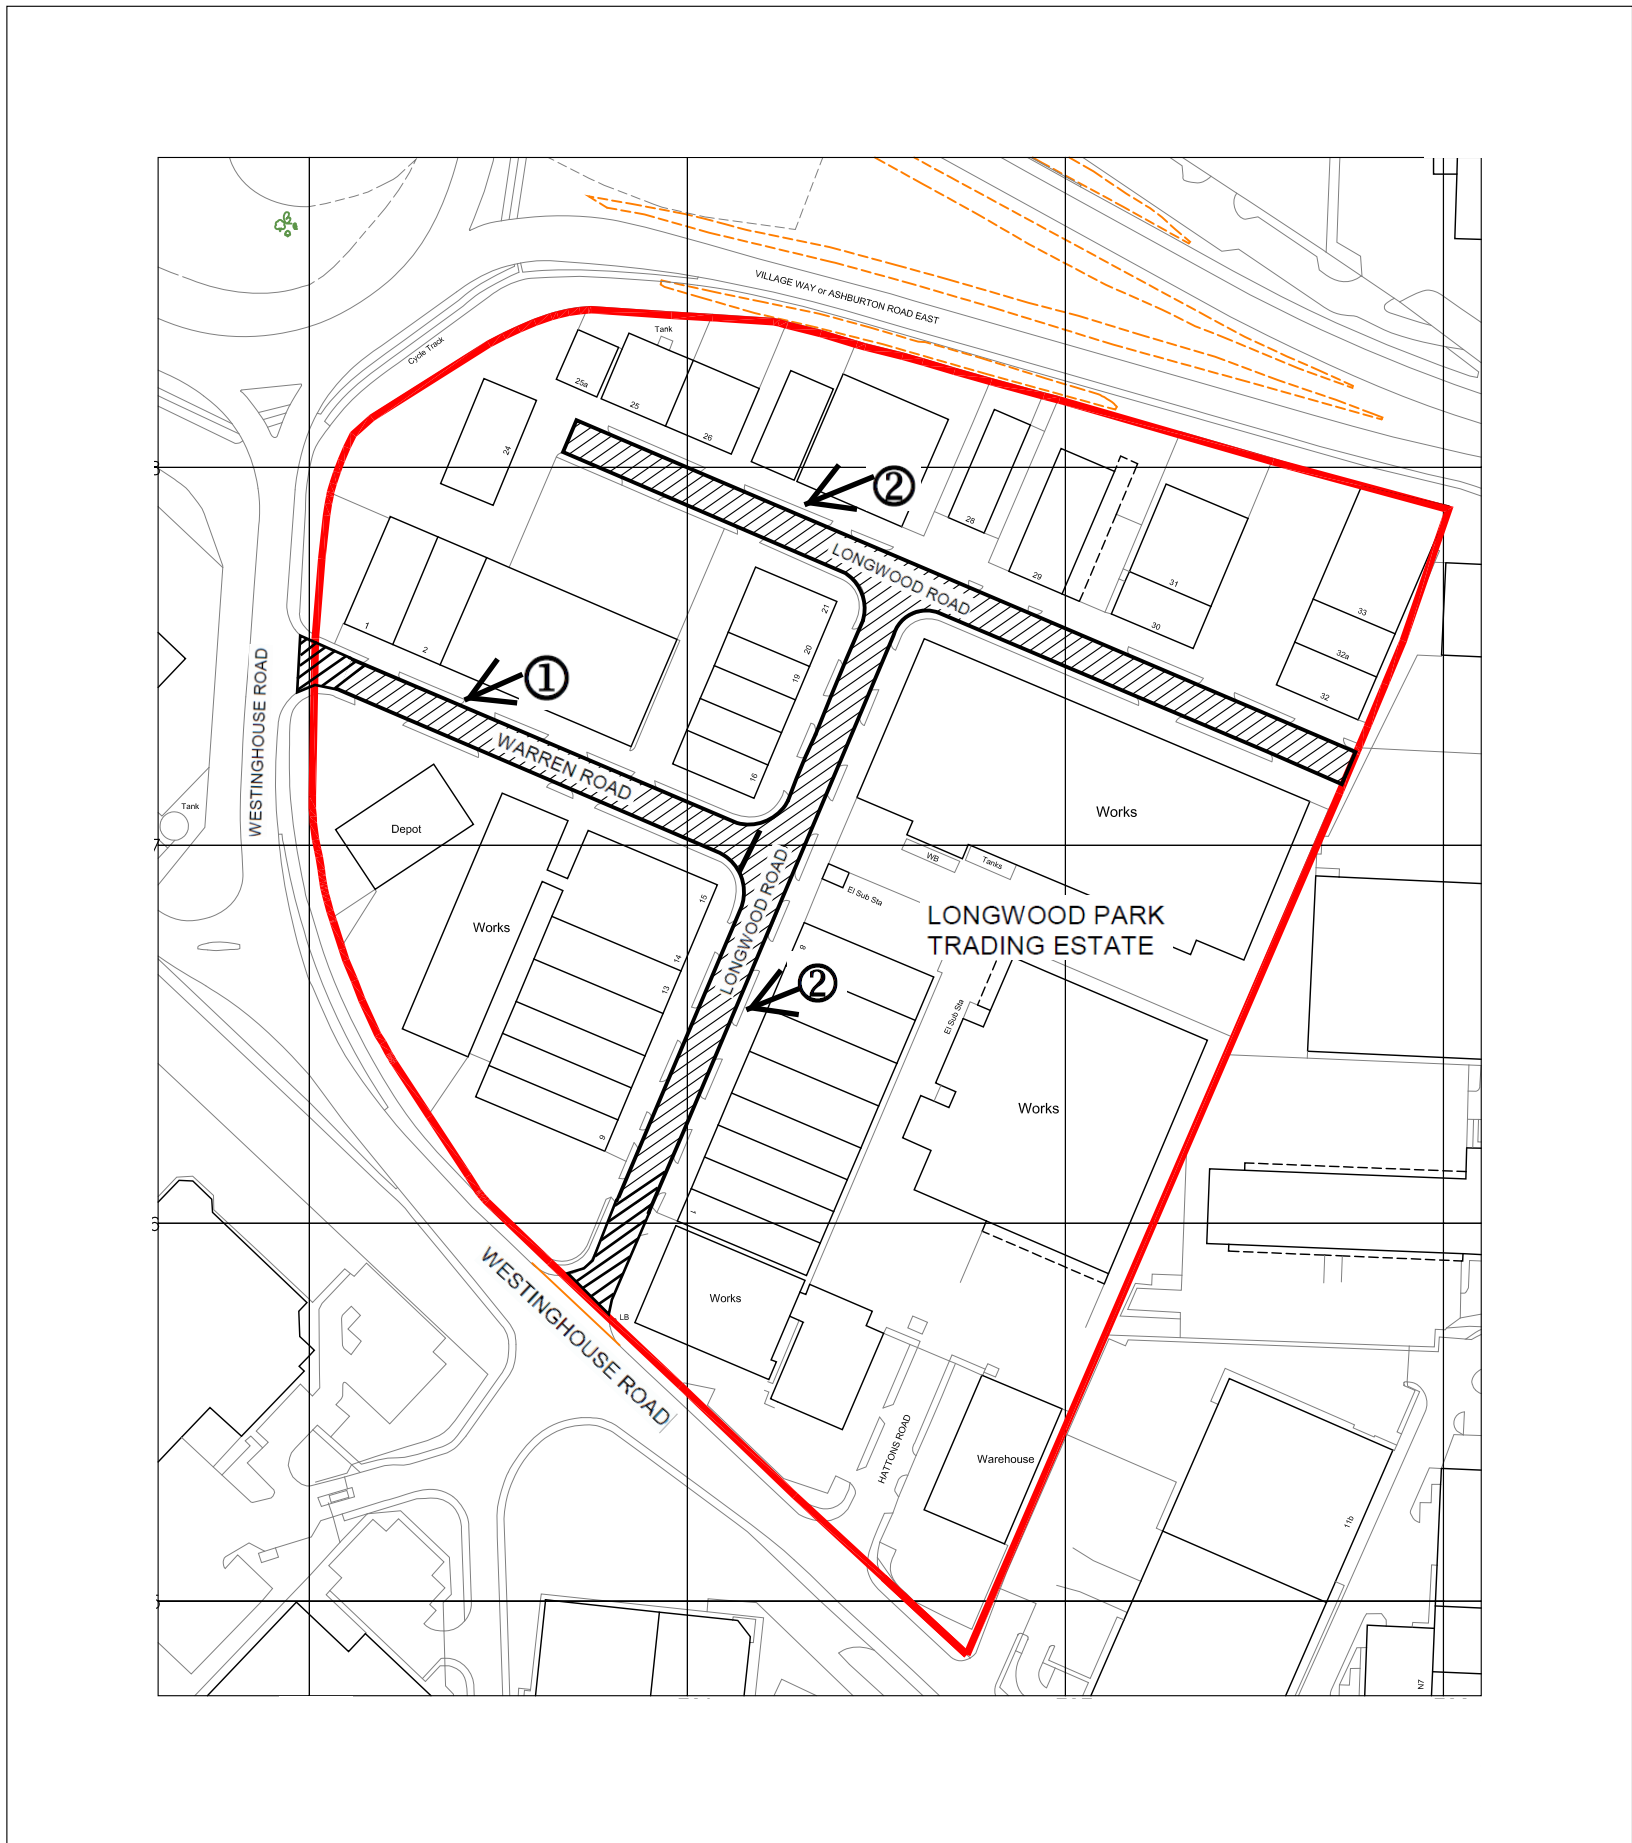 VILLAGE WAY or ASHBURTON ROAD EAST
Cycle Track
Tank
25a
25
26
24
②
28
29
31
30
33
32a
32
LONGWOOD ROAD
1
2
21
20
19
16
①
WARREN ROAD
WESTINGHOUSE ROAD
Tank
Depot
Works
Works
WB
Tanks
El Sub Sta
LONGWOOD ROAD
15
14
13
9
8
1
LONGWOOD PARK
TRADING ESTATE
②
El Sub Sta
Works
WESTINGHOUSE ROAD
LB
Works
HATTONS ROAD
Warehouse
11b
N7